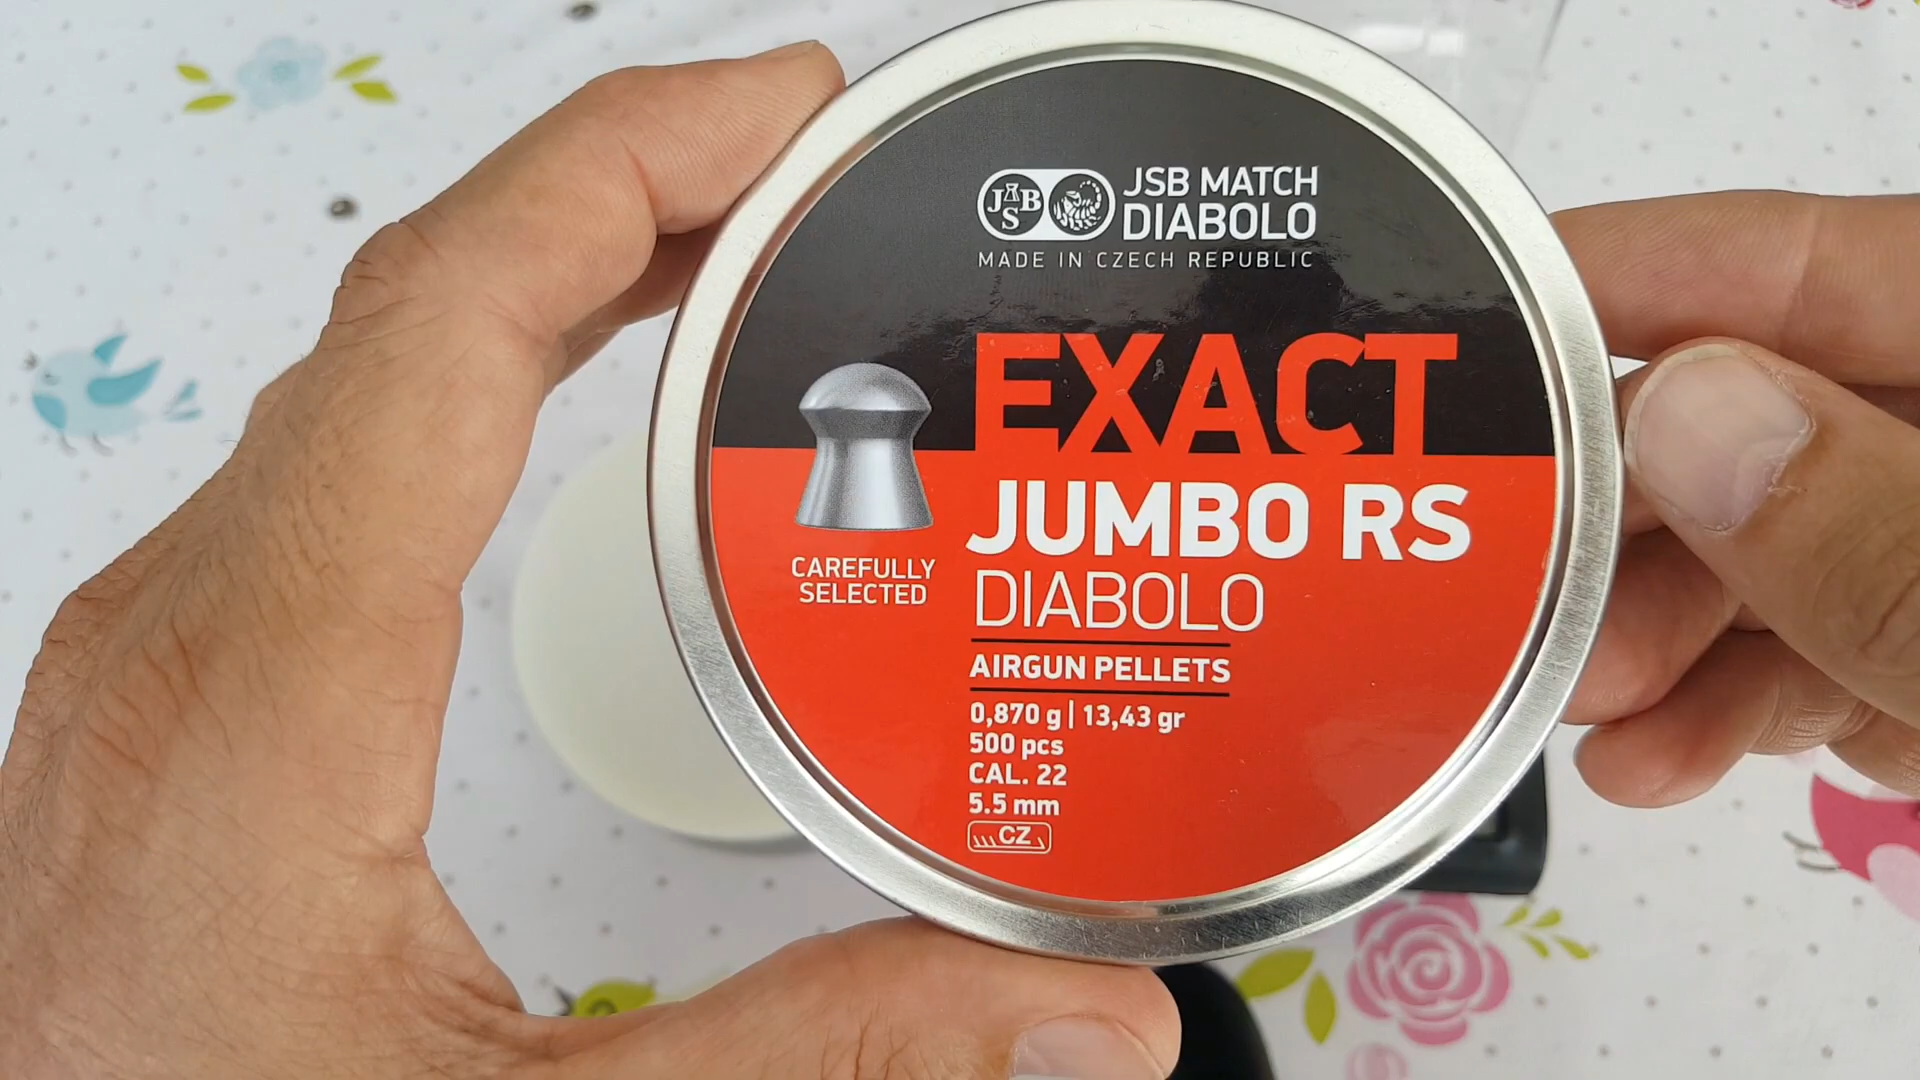 JSB
JSB MATCH
DIABOLO
MADE IN CZECH REPUBLIC
EXACT
JUMBO RS
DIABOLO
CAREFULLY
SELECTED
AIRGUN PELLETS
0,870 g | 13,43 gr
500 pcs
CAL. 22
5.5 mm
CZ